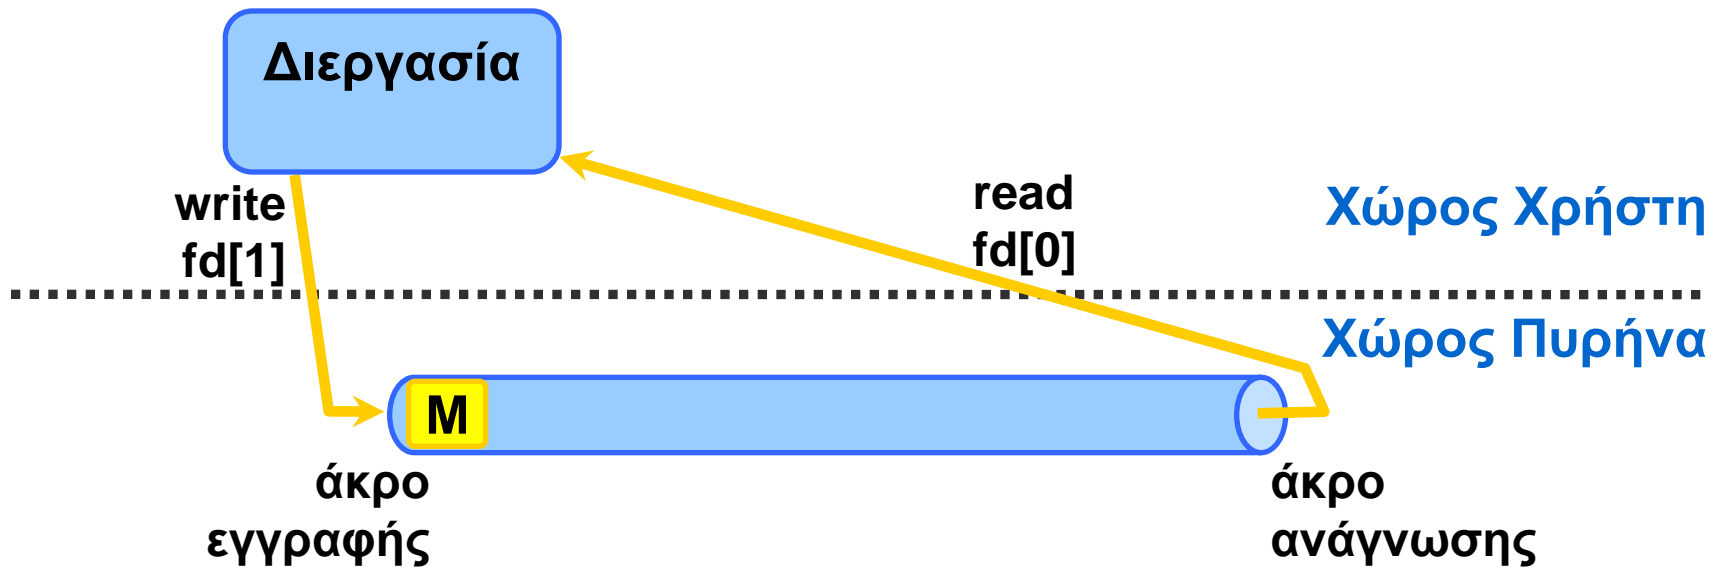 Διεργασία
write
fd[1]
read
fd[0]
Χώρος Χρήστη
Χώρος Πυρήνα
M
άκρο
εγγραφής
άκρο
ανάγνωσης